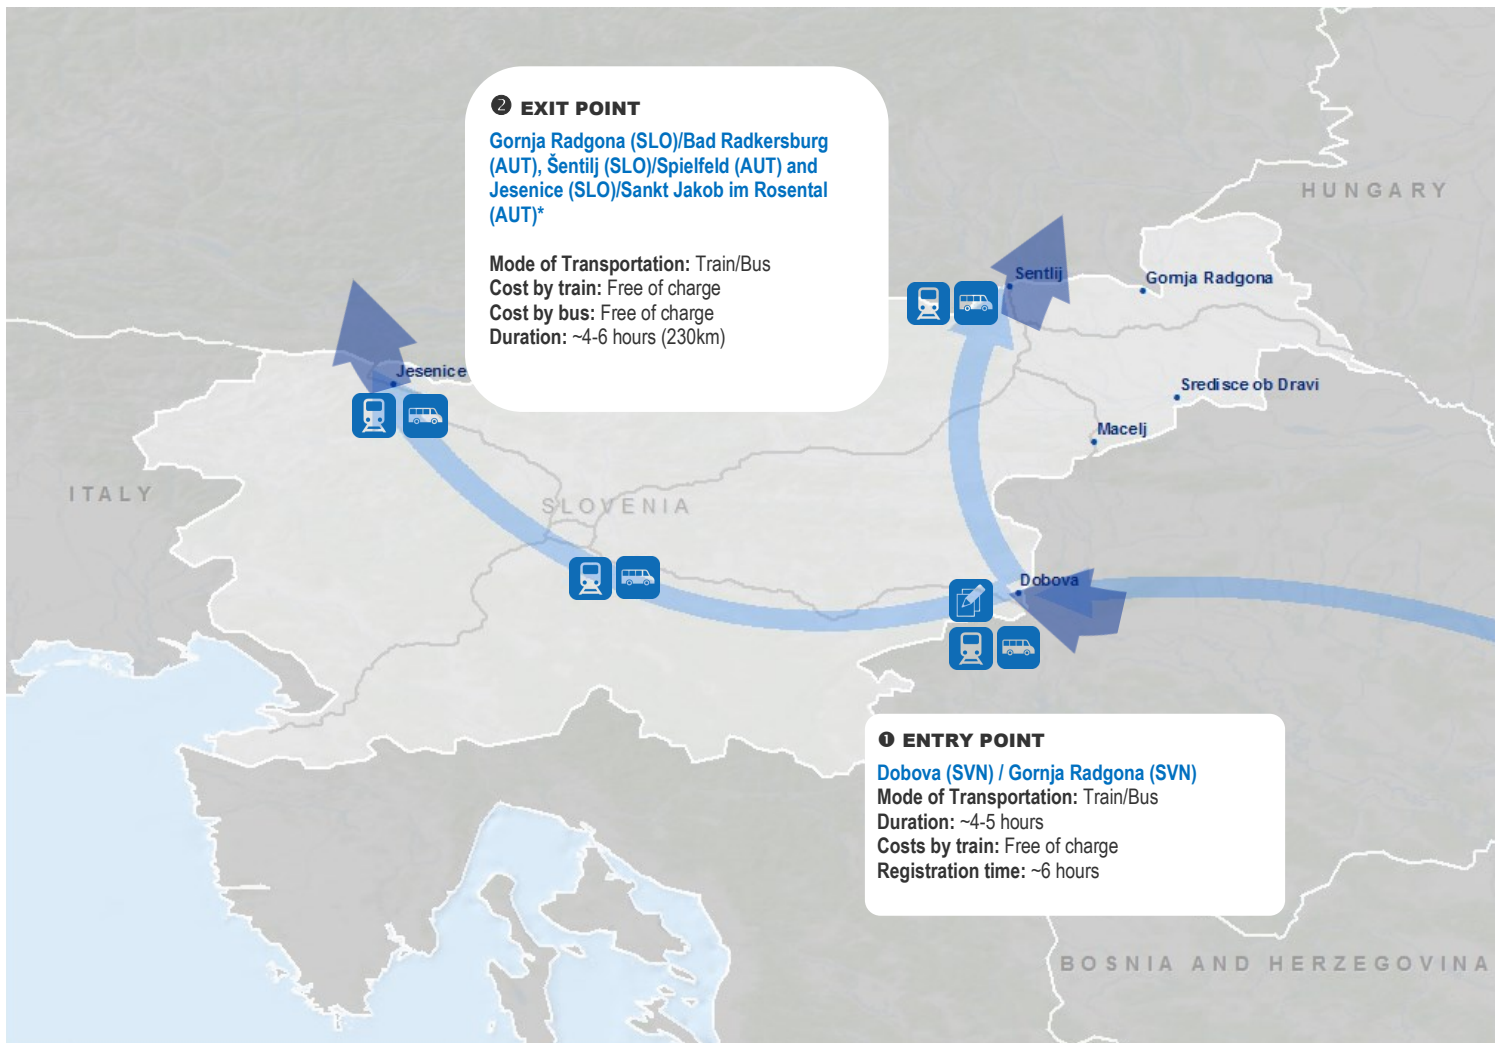 ❷ EXIT POINT
Gornja Radgona (SLO)/Bad Radkersburg
(AUT), Šentilj (SLO)/Spielfeld (AUT) and
Jesenice (SLO)/Sankt Jakob im Rosental
(AUT)*
Mode of Transportation: Train/Bus
Cost by train: Free of charge
Cost by bus: Free of charge
Duration: ~4-6 hours (230km)
HUNGARY
Sentlij
Gornja Radgona
Jesenice
Sredisce ob Dravi
Macelj
ITALY
SLOVENIA
Dobova
❶ ENTRY POINT
Dobova (SVN) / Gornja Radgona (SVN)
Mode of Transportation: Train/Bus
Duration: ~4-5 hours
Costs by train: Free of charge
Registration time: ~6 hours
BOSNIA AND HERZEGOVINA